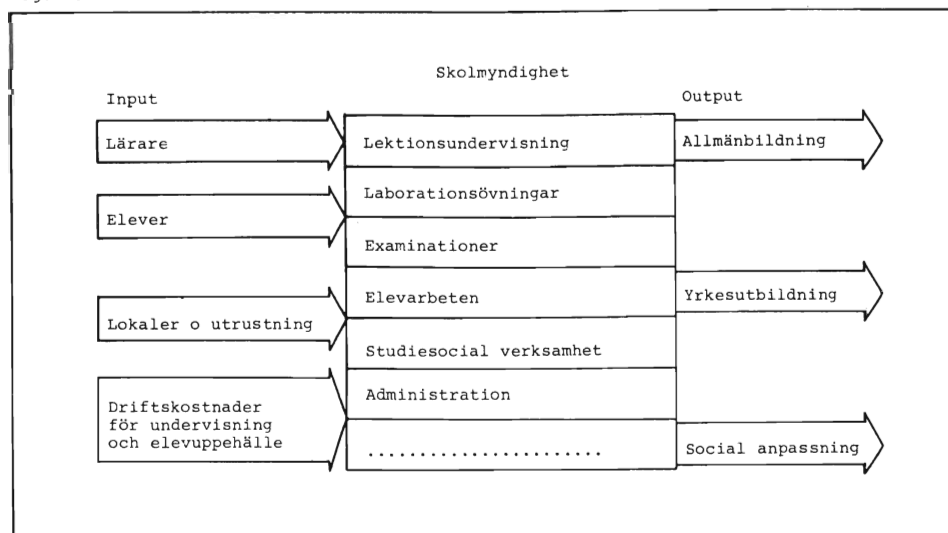 Skolmyndighet
Input
Output
Lärare
Lektionsundervisning
Allmänbildning
Laborationsövningar
Elever
Examinationer
Elevarbeten
Yrkesutbildning
Lokaler o utrustning
Studiesocial verksamhet
Administration
Driftskostnader
för undervisning
och elevuppehälle
.......................
Social anpassning